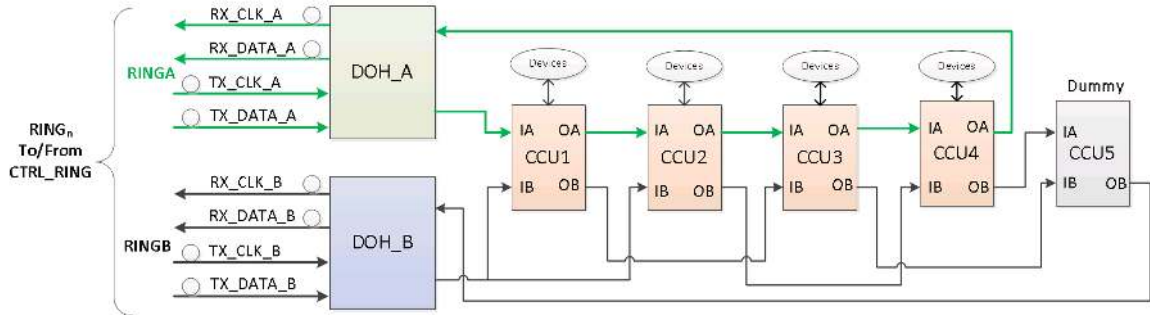 RINGn
To/From
CTRL_RING
RINGA
RX_CLK_A
RX_DATA_A
TX_CLK_A
TX_DATA_A
DOH_A
RINGB
RX_CLK_B
RX_DATA_B
TX_CLK_B
TX_DATA_B
DOH_B
Devices
IA OA
CCU1
IB OB
Devices
IA OA
CCU2
IB OB
Devices
IA OA
CCU3
IB OB
Devices
IA OA
CCU4
IB OB
Dummy
IA
CCU5
IB OB